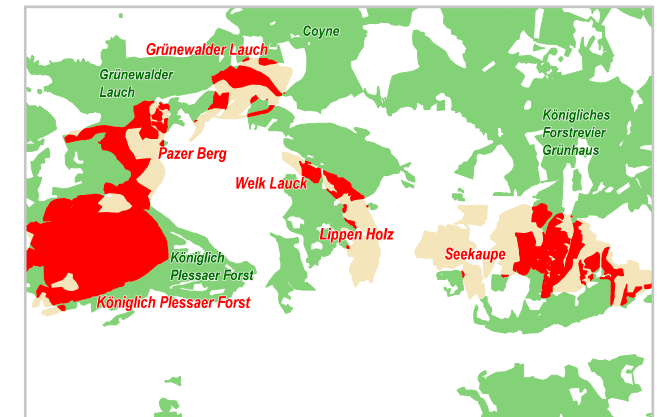 Coyne
Grünewalder Lauch
Grünewalder
Lauch
Königliches
Forstrevier
Grünhaus
Pazer Berg
Welk Lauck
Lippen Holz
Seekaupe
Königlich
Plessaer Forst
Königlich Plessaer Forst